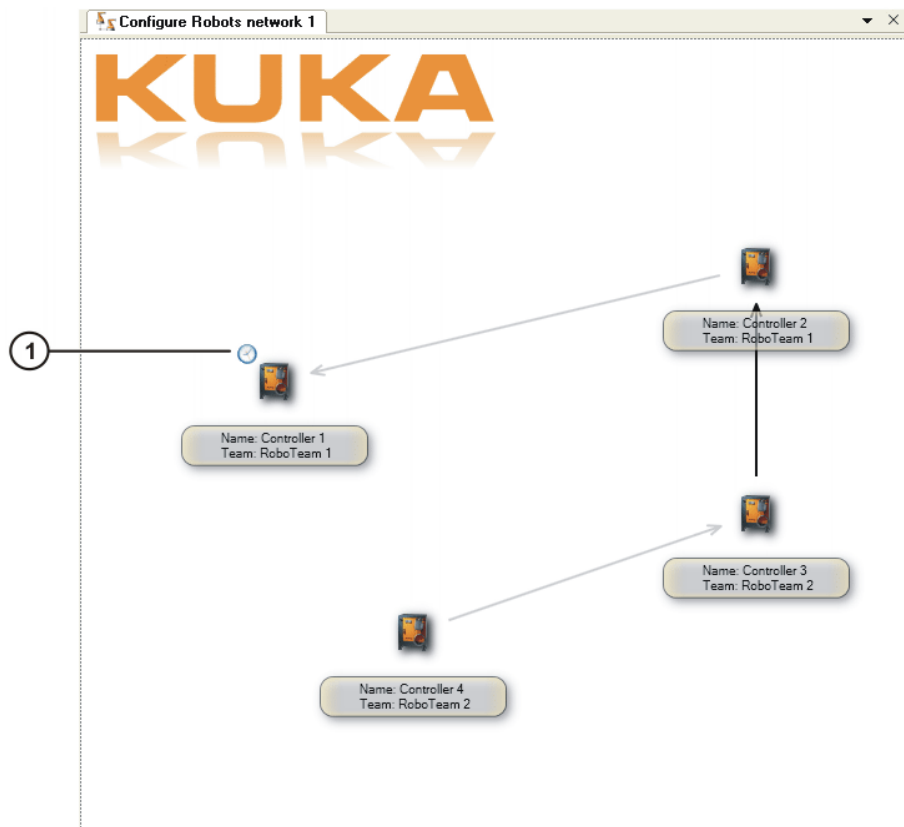 Configure Robots network 1
KUKA
Name: Controller 2
Team: RoboTeam 1
1
Name: Controller 1
Team: RoboTeam 1
Name: Controller 3
Team: RoboTeam 2
Name: Controller 4
Team: RoboTeam 2